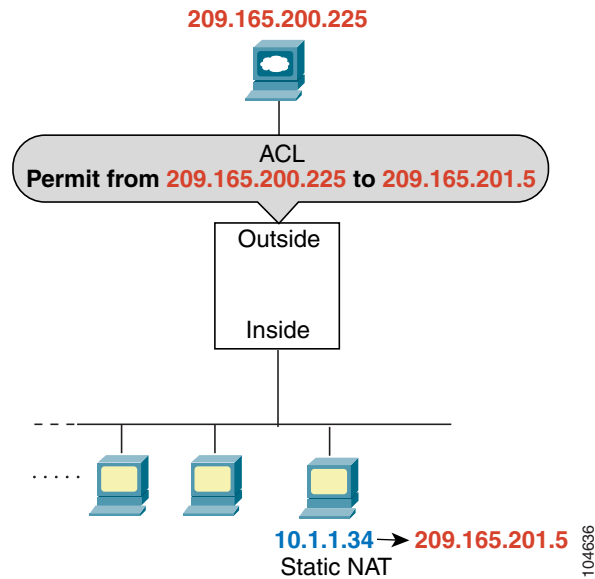 209.165.200.225
ACL
Permit from 209.165.200.225 to 209.165.201.5
Outside
Inside
10.1.1.34 209.165.201.5
Static NAT
104636